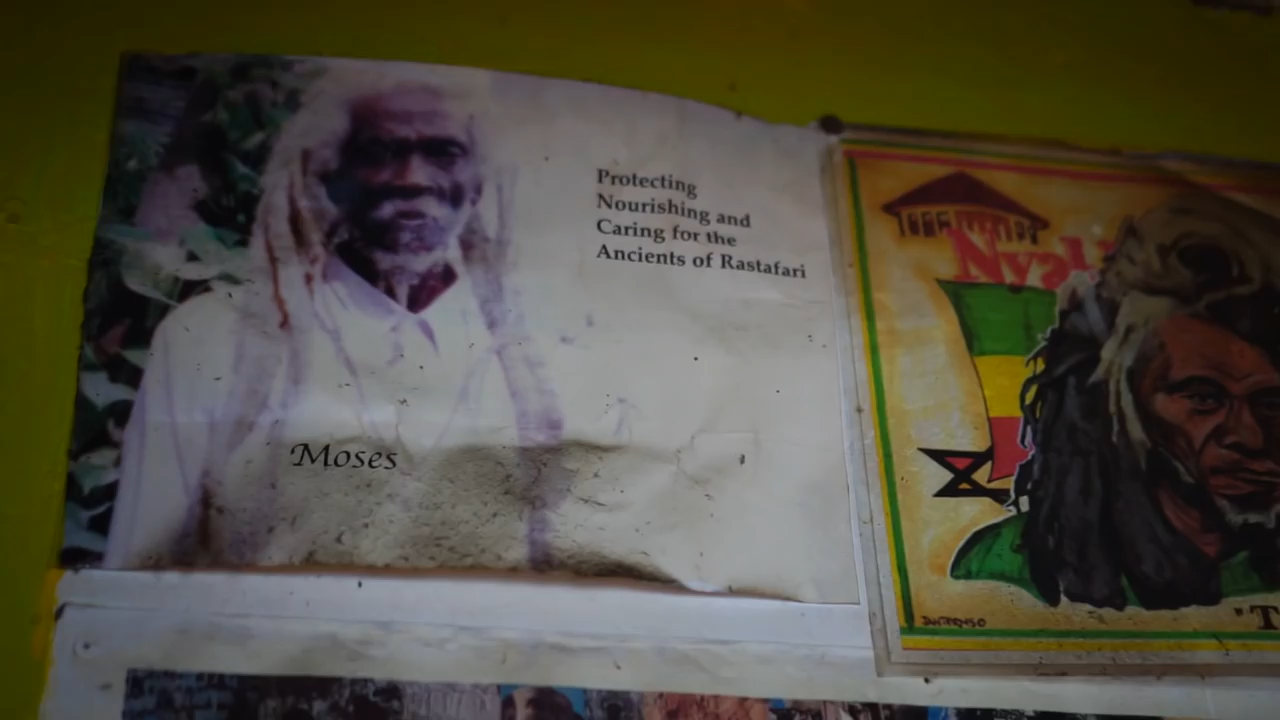 Protecting
Nourishing and
Caring for the
Ancients of Rastafari
Moses